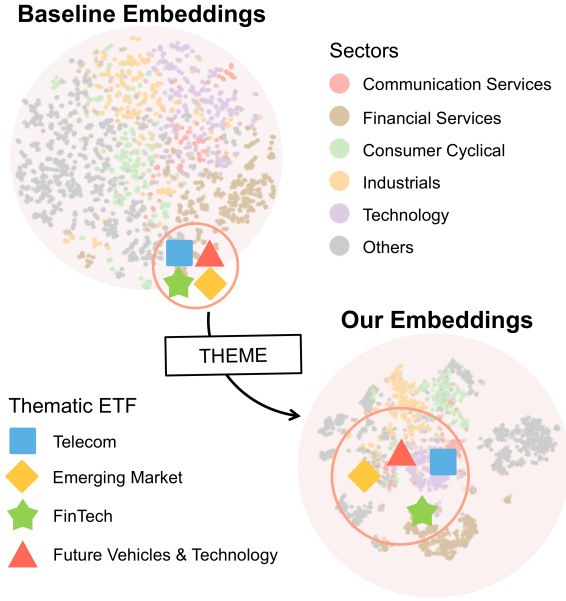 Baseline Embeddings
Sectors
Communication Services
Financial Services
Consumer Cyclical
Industrials
Technology
Others
Our Embeddings
THEME
Thematic ETF
Telecom
Emerging Market
FinTech
Future Vehicles & Technology